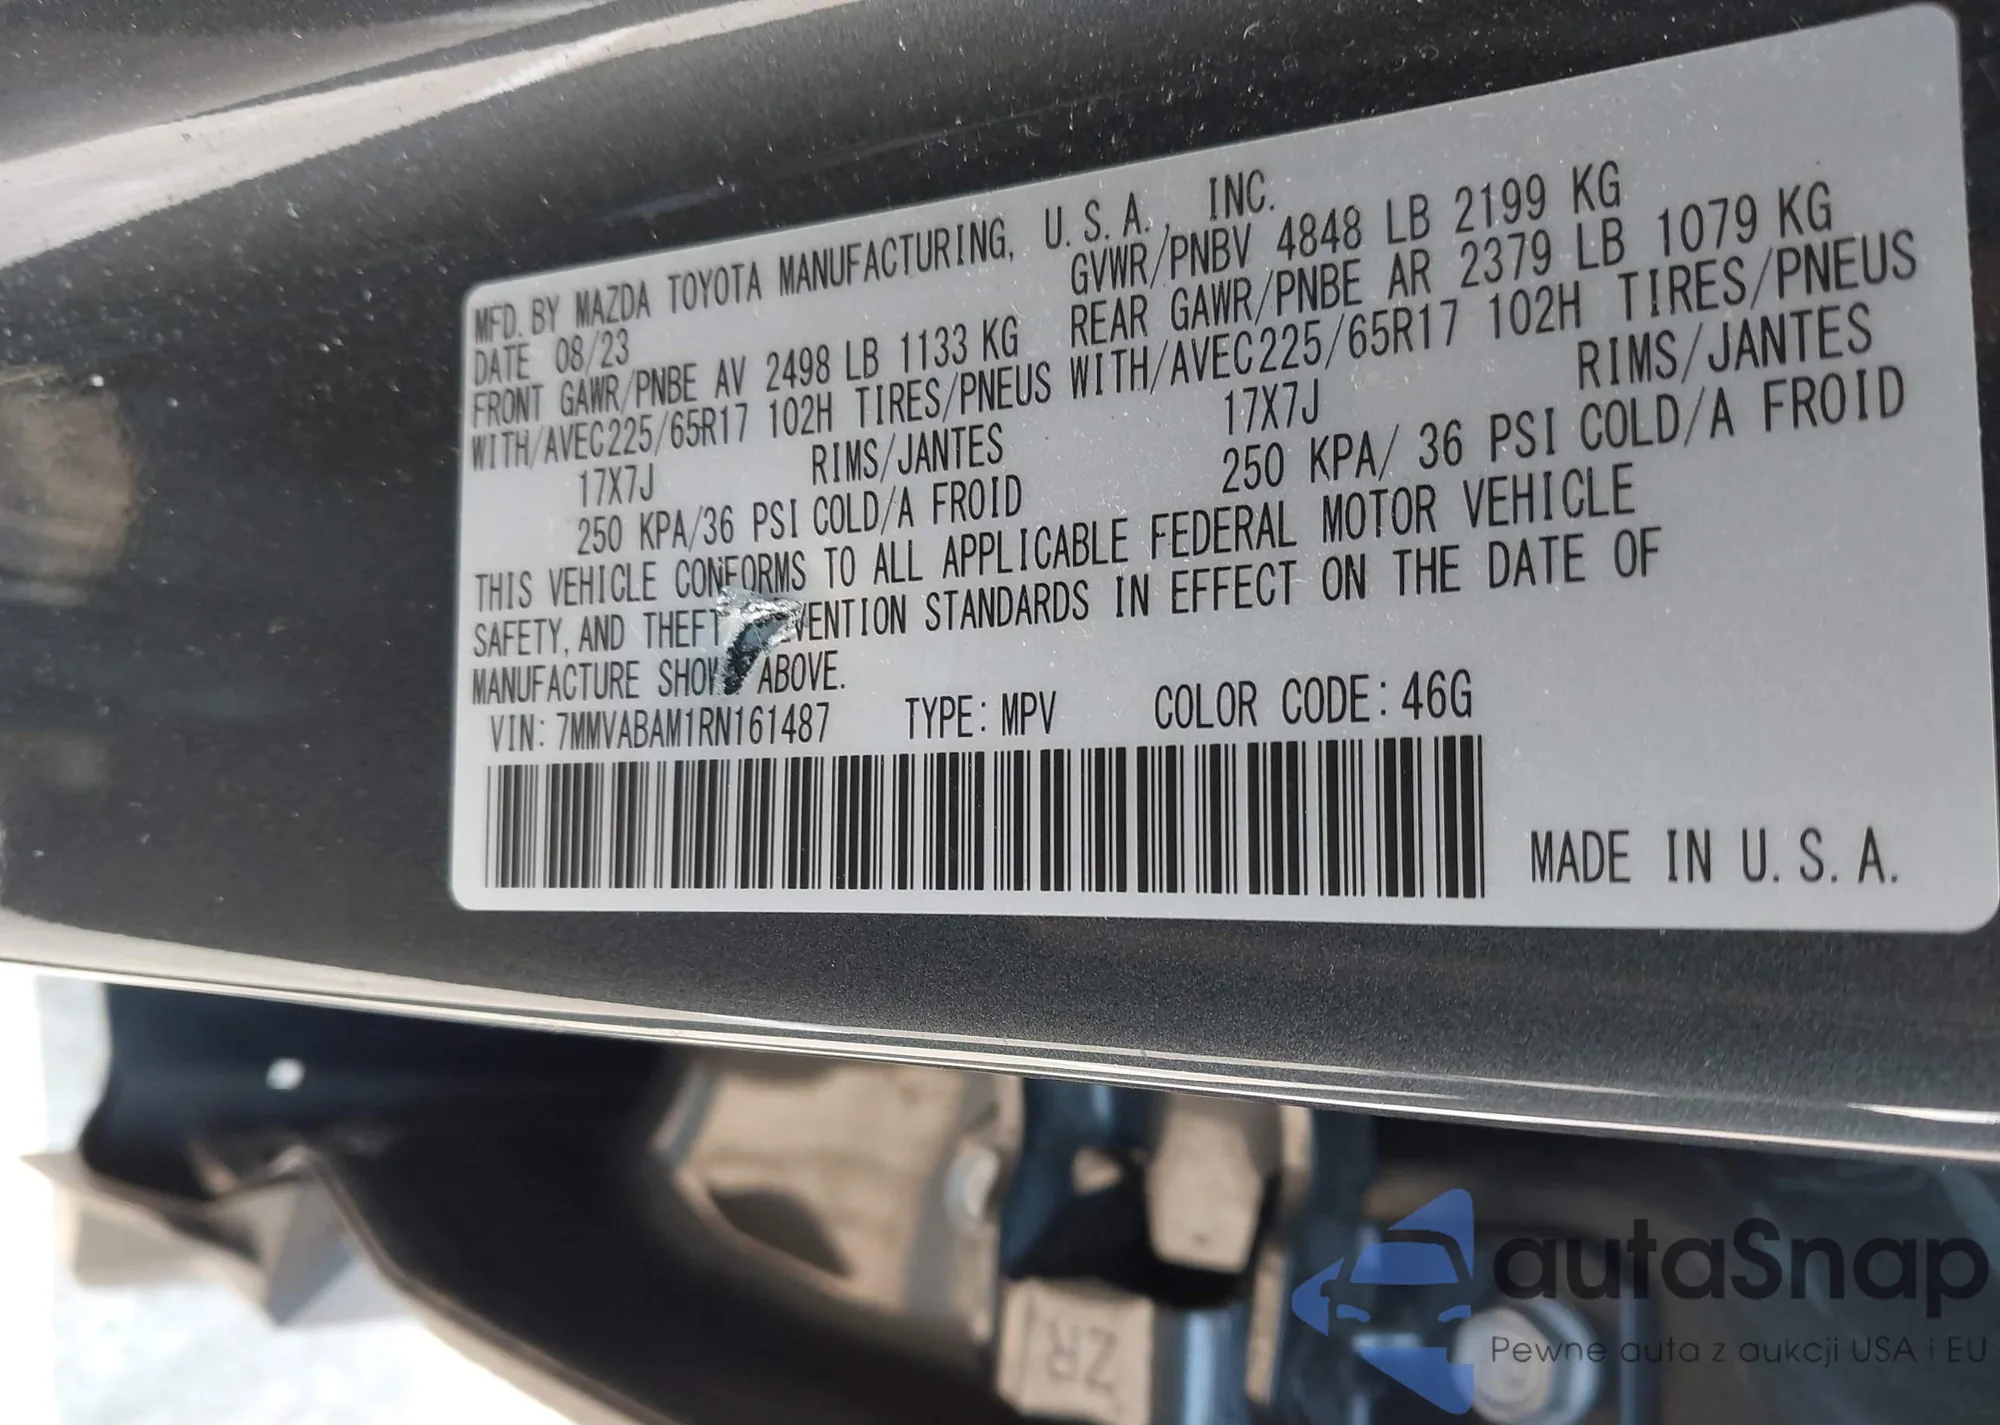 MFD. BY MAZDA TOYOTA MANUFACTURING, U.S.A., INC.
DATE 08/23 GVWR/PNBV 4848 LB 2199 KG
FRONT GAWR/PNBE AV 2498 LB 1133 KG REAR GAWR/PNBE AR 2379 LB 1079 KG
WITH/AVEC225/65R17 102H TIRES/PNEUS WITH/AVEC225/65R17 102H TIRES/PNEUS
17X7J RIMS/JANTES 17X7J RIMS/JANTES
250 KPA/36 PSI COLD/A FROID 250 KPA/ 36 PSI COLD/A FROID
THIS VEHICLE CONFORMS TO ALL APPLICABLE FEDERAL MOTOR VEHICLE
SAFETY, AND THEFT VENTION STANDARDS IN EFFECT ON THE DATE OF
MANUFACTURE SHOW ABOVE.
VIN: 7MMVABAM1RN161487 TYPE: MPV COLOR CODE: 46G
MADE IN U.S.A.
ZR
autaSnap
Pewne auta z aukcji USA i EU